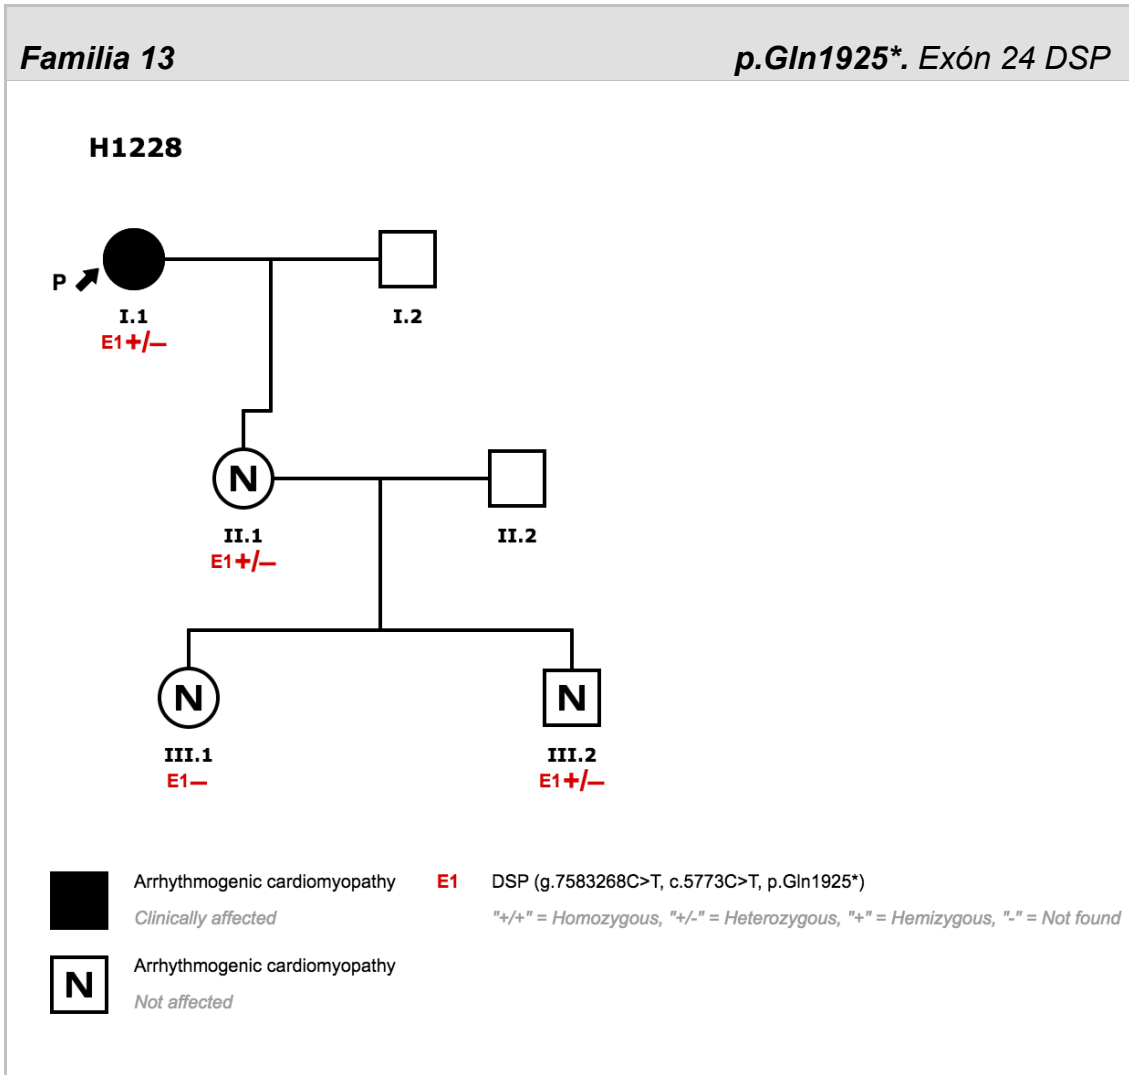 Familia 13
p.Gln1925*. Exón 24 DSP
H1228
P
I.1
E1+/–
I.2
N
II.1
E1+/–
II.2
N
III.1
E1–
N
III.2
E1+/–
Arrhythmogenic cardiomyopathy
Clinically affected
E1 DSP (g.7583268C>T, c.5773C>T, p.Gln1925*)
"+/+" = Homozygous, "+/-" = Heterozygous, "+" = Hemizygous, "-" = Not found
N
Arrhythmogenic cardiomyopathy
Not affected